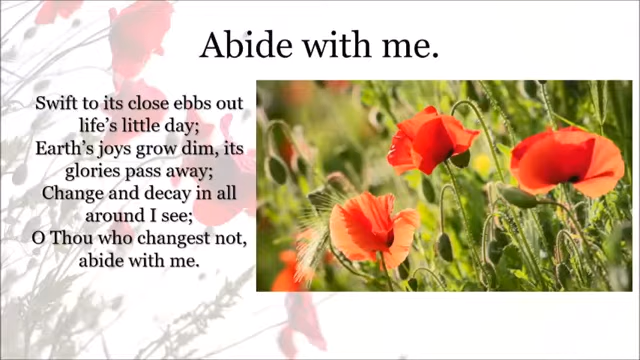 Abide with me.
Swift to its close ebbs out
life's little day;
Earth's joys grow dim, its
glories pass away;
Change and decay in all
around I see;
O Thou who changest not,
abide with me.